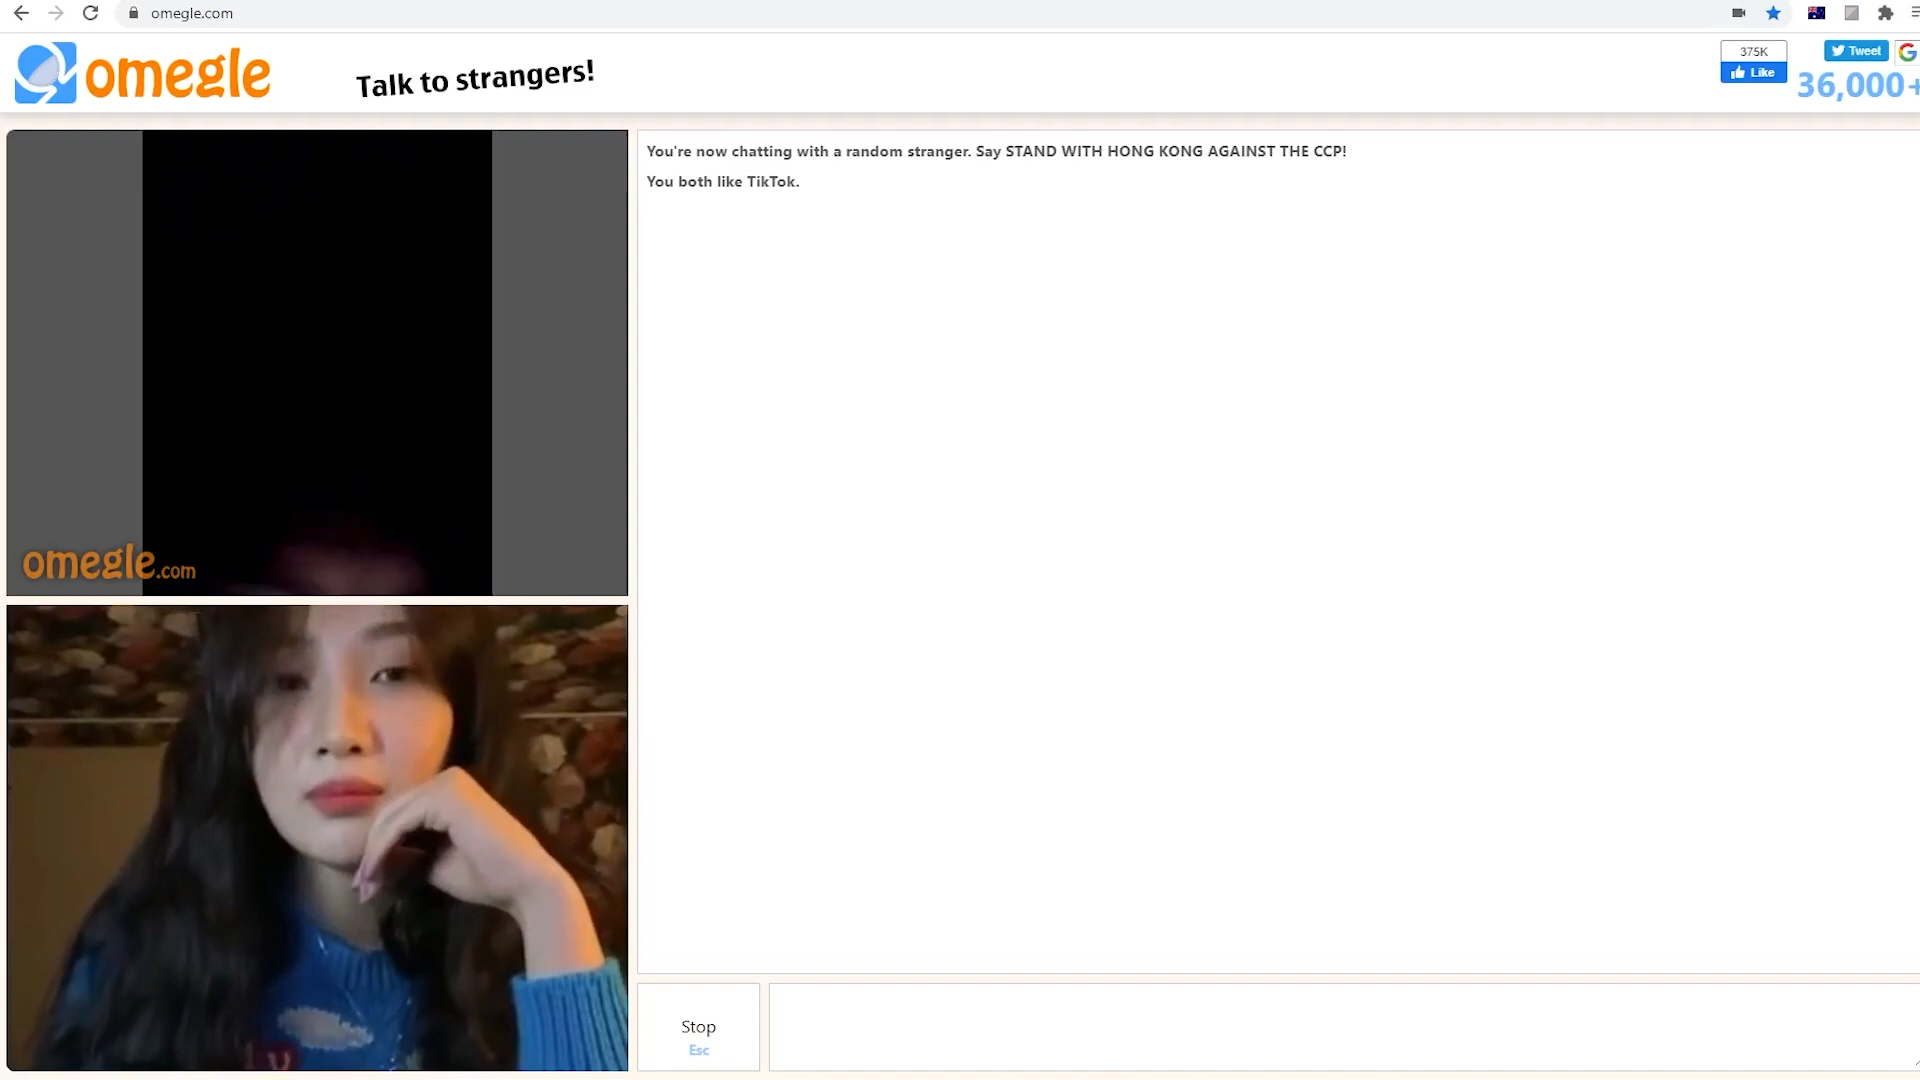 omegle.com
omegle
Talk to strangers!
375K
Like
Tweet
36,000+
You're now chatting with a random stranger. Say STAND WITH HONG KONG AGAINST THE CCP!
You both like TikTok.
omegle.com
Stop
Esc